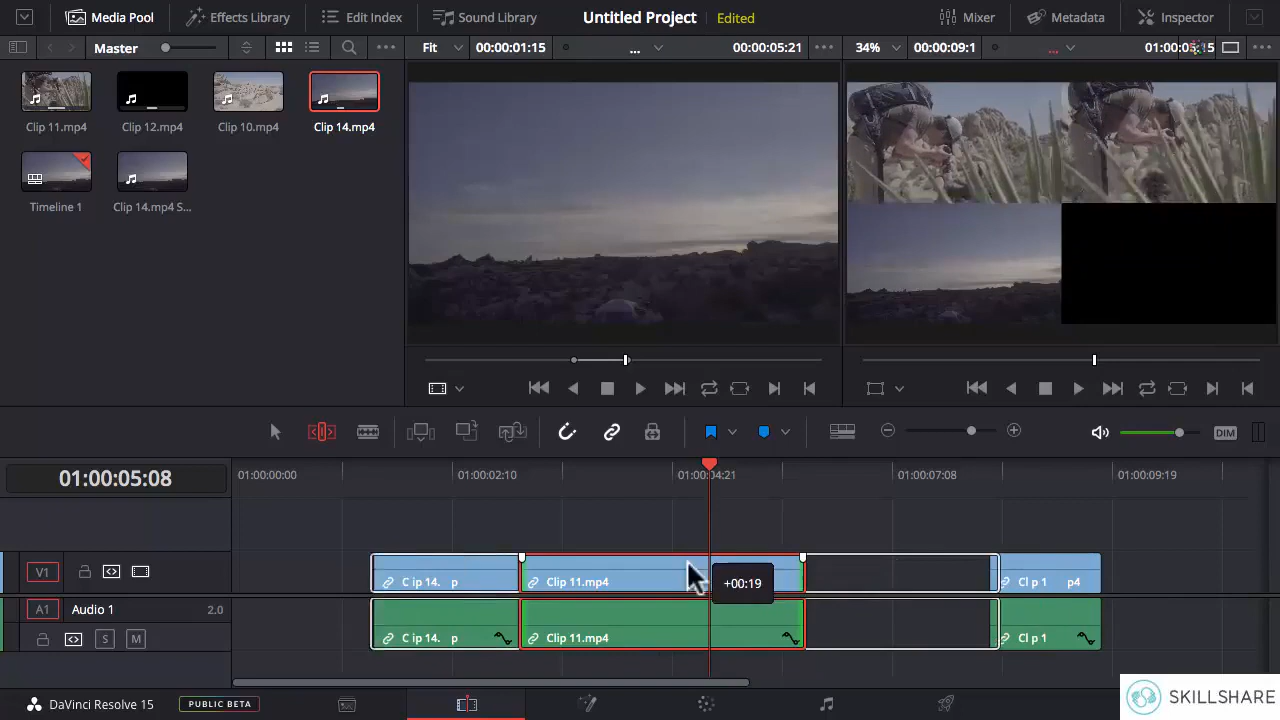 Media Pool
Effects Library
Edit Index
Sound Library
Untitled Project
Edited
Mixer
Metadata
Inspector
Master
Fit
00:00:01:15
...
00:00:05:21
34%
00:00:09:1
...
Clip 11.mp4
Clip 12.mp4
Clip 10.mp4
Clip 14.mp4
Timeline 1
Clip 14.mp4 S...
DIM
01:00:05:08
01:00:00:00
01:00:02:10
01:00:04:21
01:00:07:08
01:00:09:19
V1
C ip 14. p
Clip 11.mp4
+00:19
Cl p 1 p4
A1
Audio 1
2.0
S
M
C ip 14. p
Clip 11.mp4
Cl p 1
DaVinci Resolve 15
PUBLIC BETA
SKILLSHARE